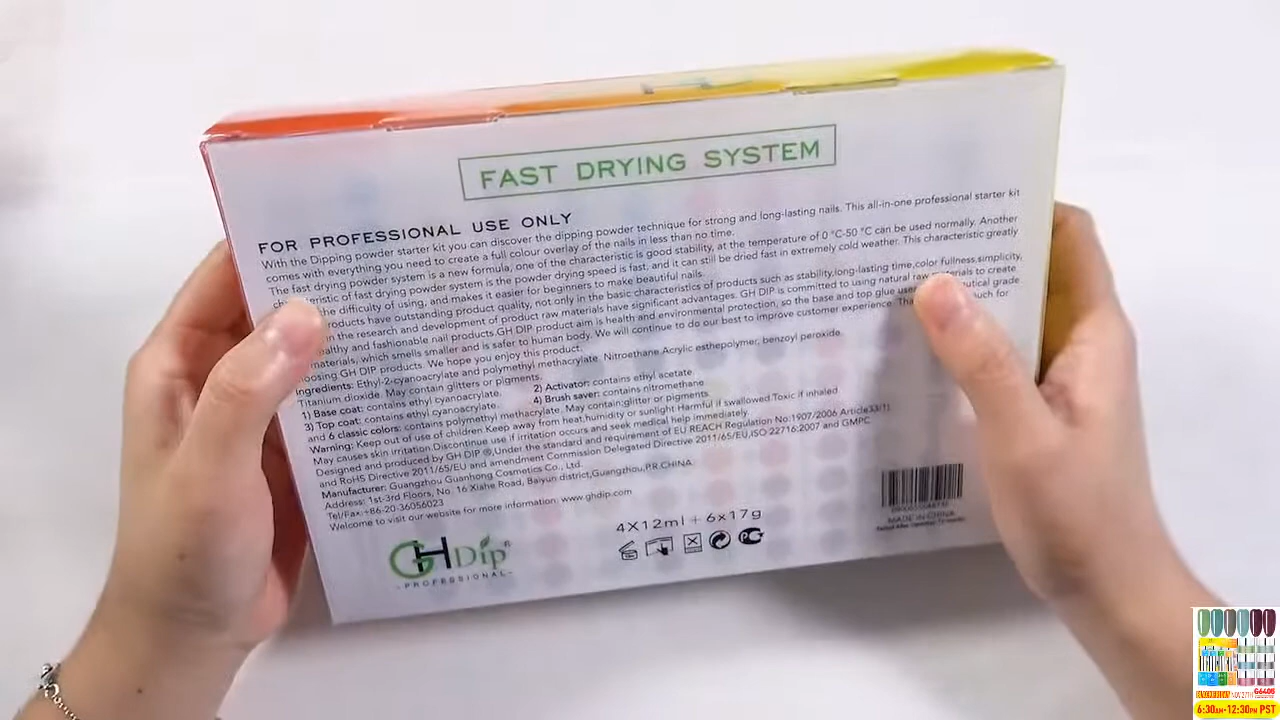 FAST DRYING SYSTEM
FOR PROFESSIONAL USE ONLY
With the Dipping powder starter kit you can discover the dipping powder technique for strong and long-lasting nails. This all-in-one professional starter kit
comes with everything you need to create a full colour overlay of the nails in less than no time.
The fast drying powder system is a new formula, one of the characteristic is good stability, at the temperature of 0 °C-50 °C can be used normally. Another
of fast drying powder system is the powder drying speed is fast, and it can still be dried fast in extremely cold weather. This characteristic greatly
the difficulty of using, and makes it easier for beginners to make beautiful nails.
products have outstanding product quality, not only in the basic characteristics of products such as stability,long-lasting time,color fullness,simplicity,
in the research and development of product raw materials have significant advantages. GH DIP is committed to using natural raw to create
and fashionable nail products.GH DIP product aim is health and environmental protection, so the base and top glue grade
materials, which smells smaller and is safer to human body. We will continue to do our best to improve customer experience. much for
GH DIP products. We hope you enjoy this product.
Ingredients: Ethyl-2-cyanoacrylate and polymethyl methacrylate. Nitroethane.Acrylic esthepolymer, benzoyl peroxide.
Titanium dioxide. May contain glitters or pigments.
1) Base coat: contains ethyl cyanoacrylate. 2) Activator: contains ethyl acetate
3) Top coat: contains ethyl cyanoacrylate. 4) Brush saver: contains nitromethane
and 6 classic colors: contains polymethyl methacrylate. May containglitter or pigments
Warning: Keep out of use of children.Keep away from heat,humidity or sunlight.Harmful if swallowed.Toxic if inhaled
May causes skin irritation.Discontinue use if irritation occurs and seek medical help immediately.
Designed and produced by GH DIP ®,Under the standard and requirement of EU REACH Regulation No:1907/2006 Article33(1)
and RoHS Directive 2011/65/EU and amendment Commission Delegated Directive 2011/65/EU,ISO 22716:2007 and GMPC
Manufacturer: Guangzhou Guanhong Cosmetics Co., Ltd.
Address: 1st-3rd Floors, No. 16 Xiahe Road, Baiyun district,Guangzhou,P.R.CHINA.
Tel/Fax:+86-20-36056023
Welcome to visit our website for more information: www.ghdip.com
4X12ml + 6x17g
MADE IN CHINA
GH Dip®
-PROFESSIONAL-
G6405
6:30AM-12:30PM PST